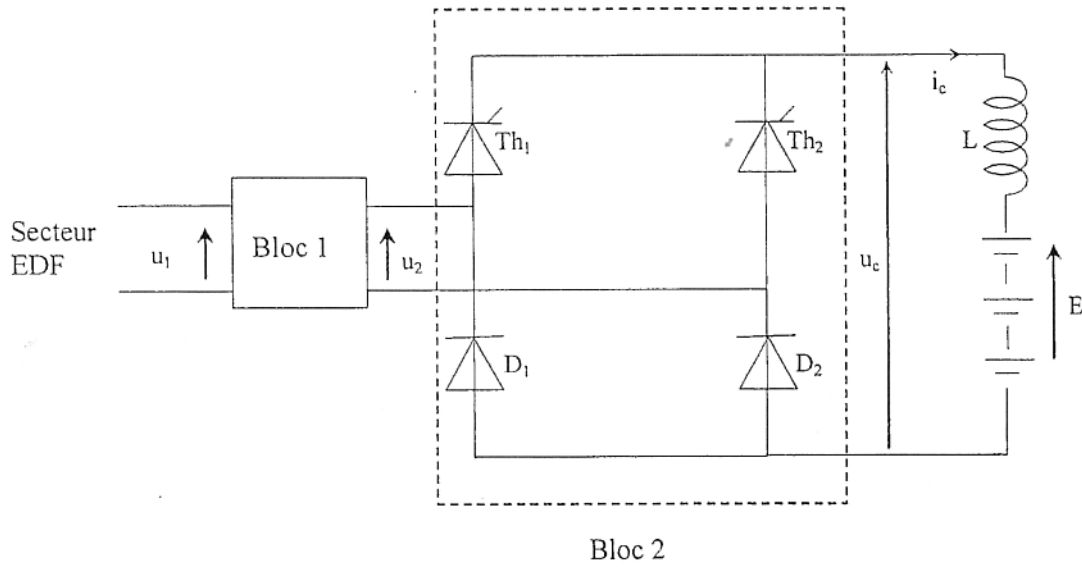 Secteur
EDF
u1
Bloc 1
u2
Th1
Th2
D1
D2
uc
ic
L
E
Bloc 2